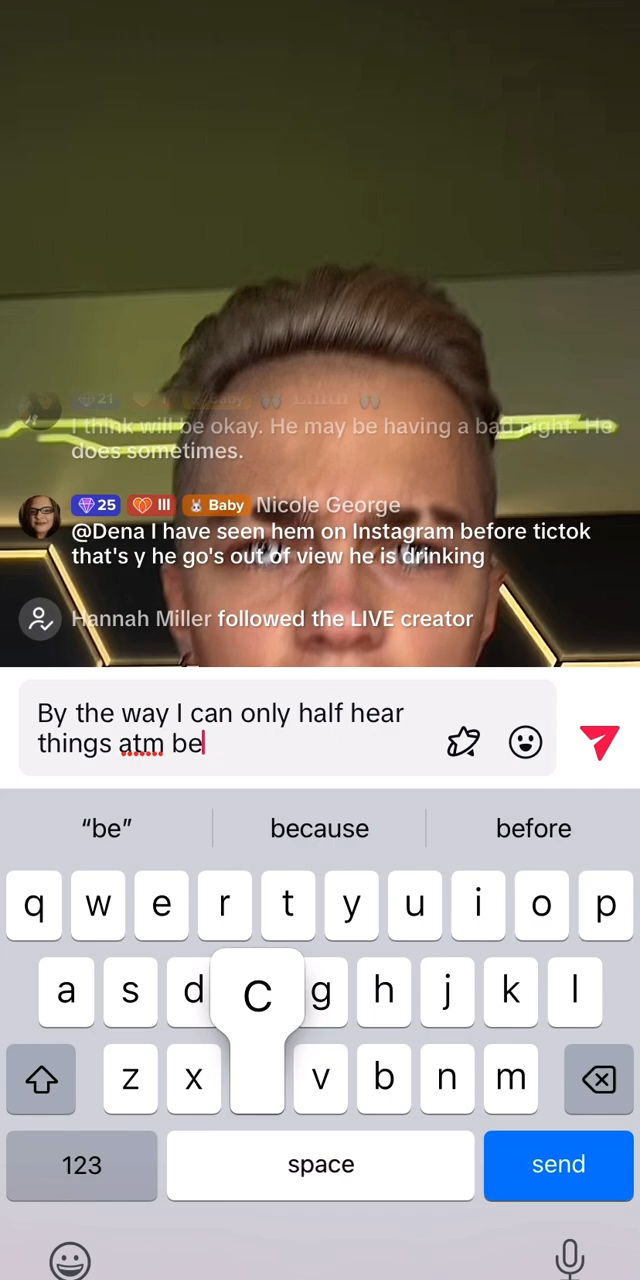 21 Baby Lilith
I think will be okay. He may be having a bad night. He
does sometimes.
25 III Baby Nicole George
@Dena I have seen hem on Instagram before tictok
that's y he go's out of view he is drinking
Hannah Miller followed the LIVE creator
By the way I can only half hear
things atm be
“be” because before
q w e r t y u i o p
a s d g h j k l
z x C v b n m
123 space send